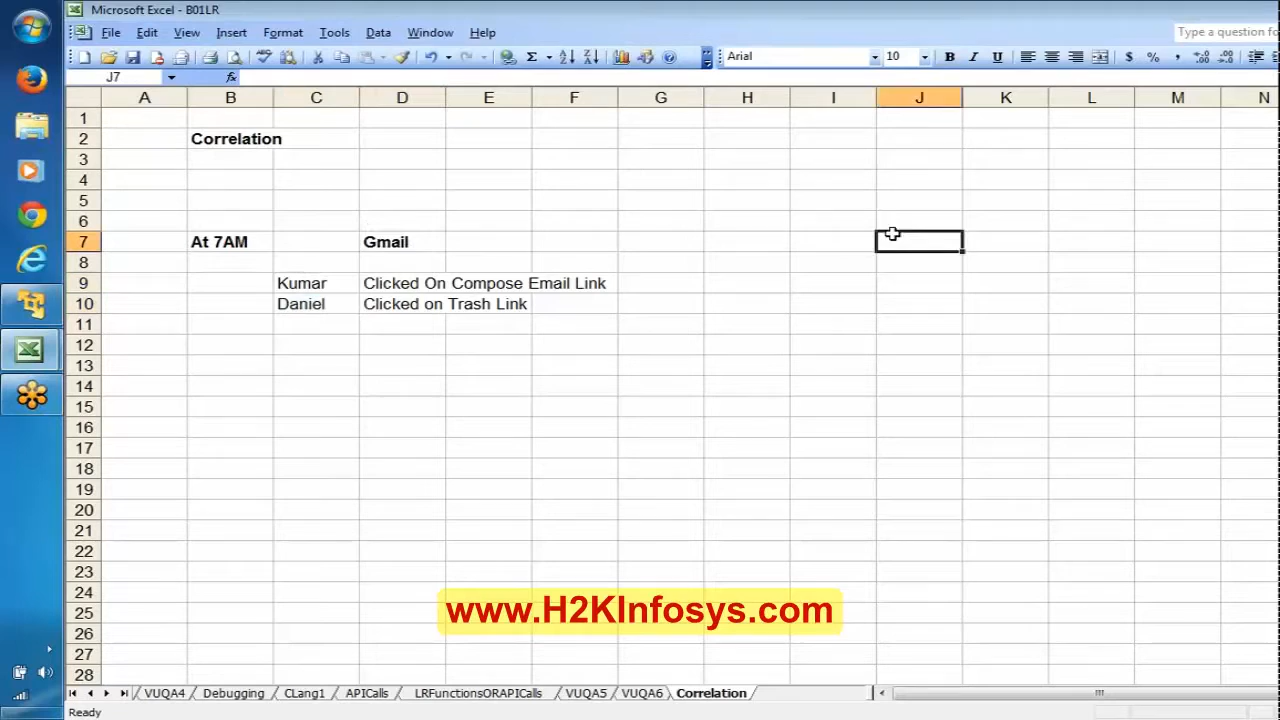 Microsoft Excel - B01LR
File Edit View Insert Format Tools Data Window Help
Type a question fo
Arial 10 B I U $ %
J7 fx
A B C D E F G H I J K L M N
1
2 Correlation
3
4
5
6
7 At 7AM Gmail
8
9 Kumar Clicked On Compose Email Link
10 Daniel Clicked on Trash Link
11
12
13
14
15
16
17
18
19
20
21
22
23
24
www.H2KInfosys.com
25
26
27
28
VUQA4 Debugging CLang1 APICalls LRFunctionsORAPICalls VUQA5 VUQA6 Correlation
Ready